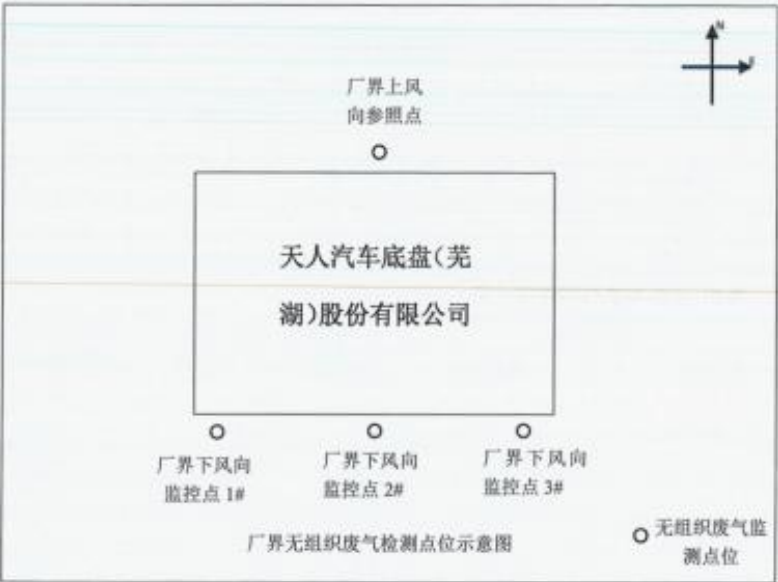 N
厂界上风
向参照点
天人汽车底盘(芜
湖)股份有限公司
厂界下风向
监控点 1#
厂界下风向
监控点 2#
厂界下风向
监控点 3#
厂界无组织废气检测点位示意图
无组织废气监
测点位